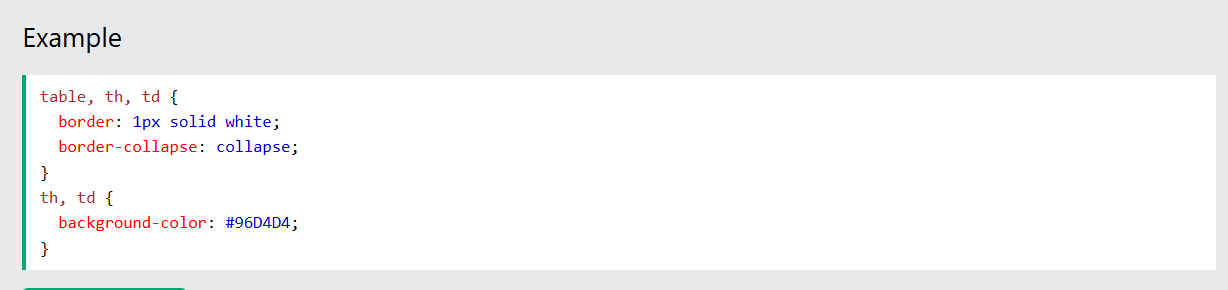 Example
table, th, td {
  border: 1px solid white;
  border-collapse: collapse;
}
th, td {
  background-color: #96D4D4;
}